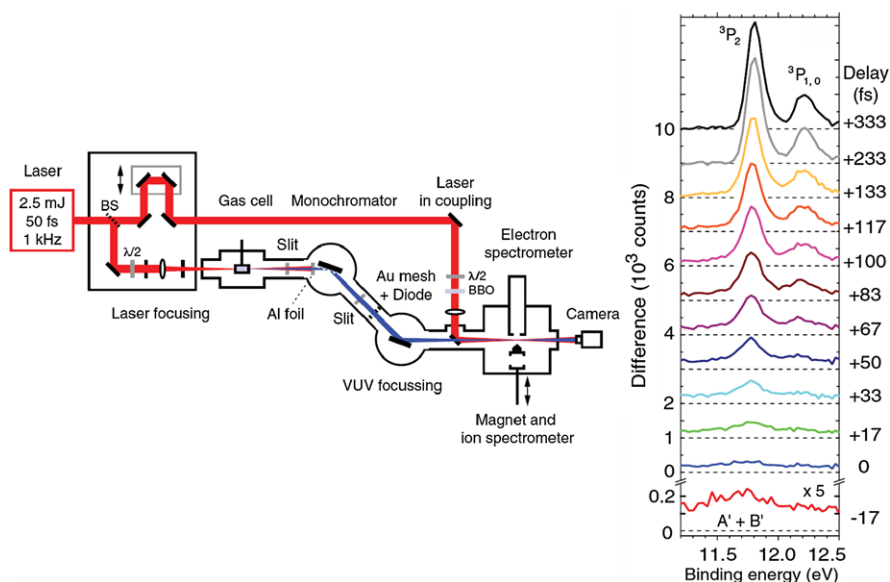 Laser
2.5 mJ
50 fs
1 kHz
BS
λ/2
Laser focusing
Gas cell
Slit
Monochromator
Al foil
Slit
Au mesh
+ Diode
VUV focussing
Laser
in coupling
λ/2
BBO
Electron
spectrometer
Camera
Magnet and
ion spectrometer
³P₂
³P₁,₀
Delay
(fs)
+333
+233
+133
+117
+100
+83
+67
+50
+33
+17
0
-17
Difference (10³ counts)
10
8
6
4
2
1
0
0.2
0
x 5
A' + B'
11.5
12.0
12.5
Binding energy (eV)